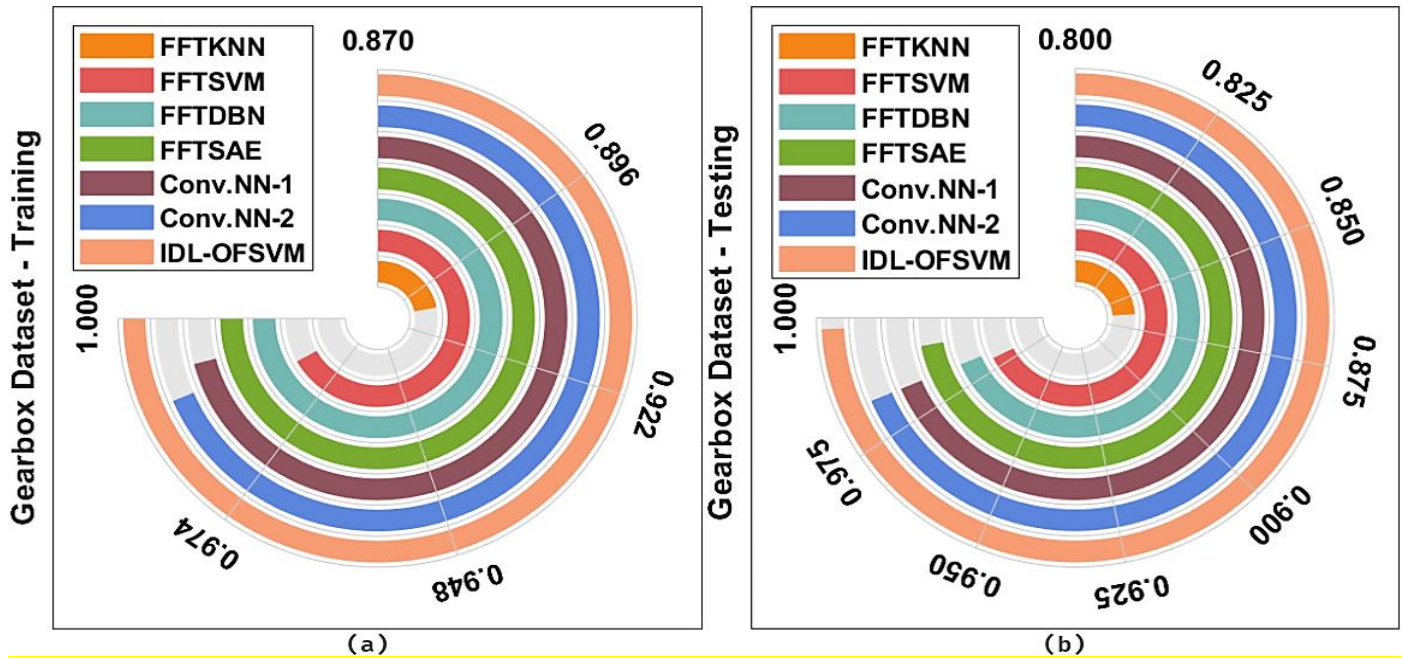 Gearbox Dataset - Training
FFTKNN
FFTSVM
FFTDBN
FFTSAE
Conv.NN-1
Conv.NN-2
IDL-OFSVM
0.870
0.896
0.922
0.948
0.974
1.000
(a)
Gearbox Dataset - Testing
FFTKNN
FFTSVM
FFTDBN
FFTSAE
Conv.NN-1
Conv.NN-2
IDL-OFSVM
0.800
0.825
0.850
0.875
0.900
0.925
0.950
0.975
1.000
(b)